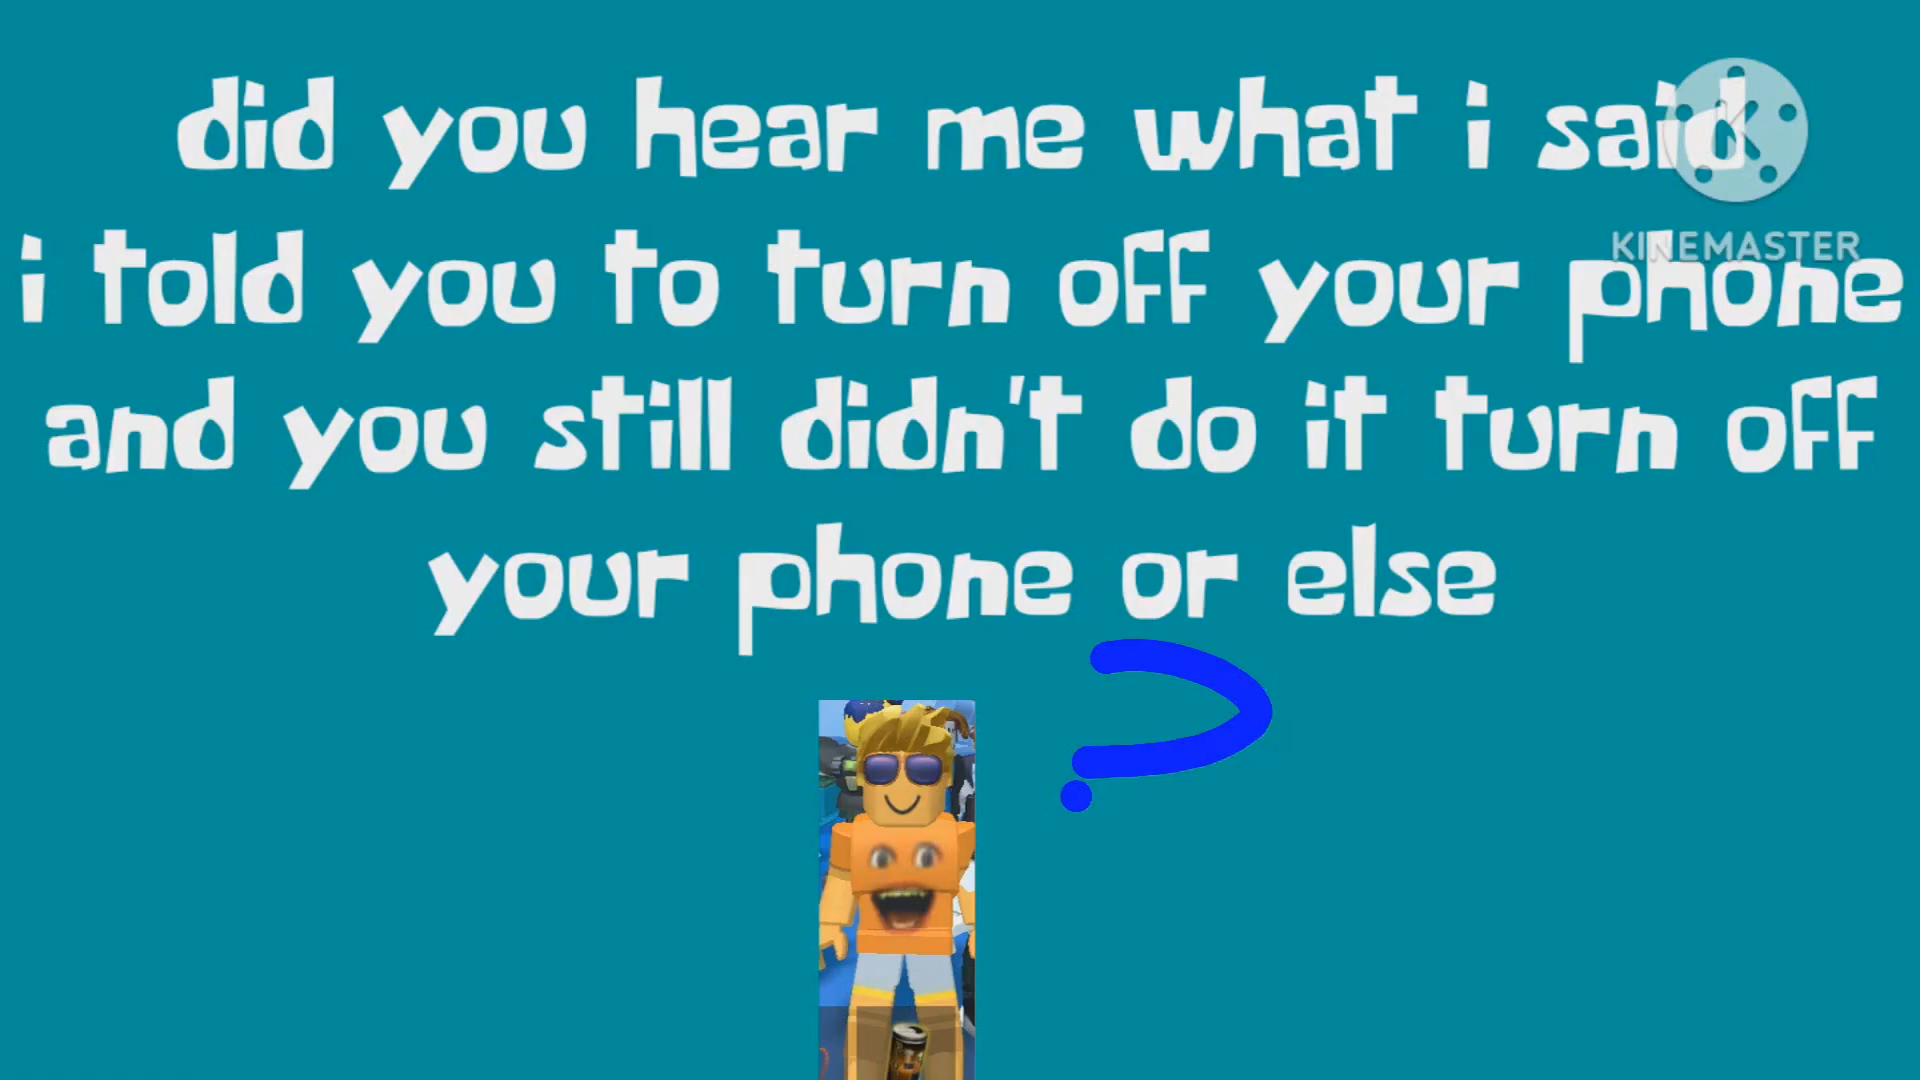 did you hear me what i said
i told you to turn off your phone
and you still didn't do it turn off
your phone or else
?
K
KINEMASTER